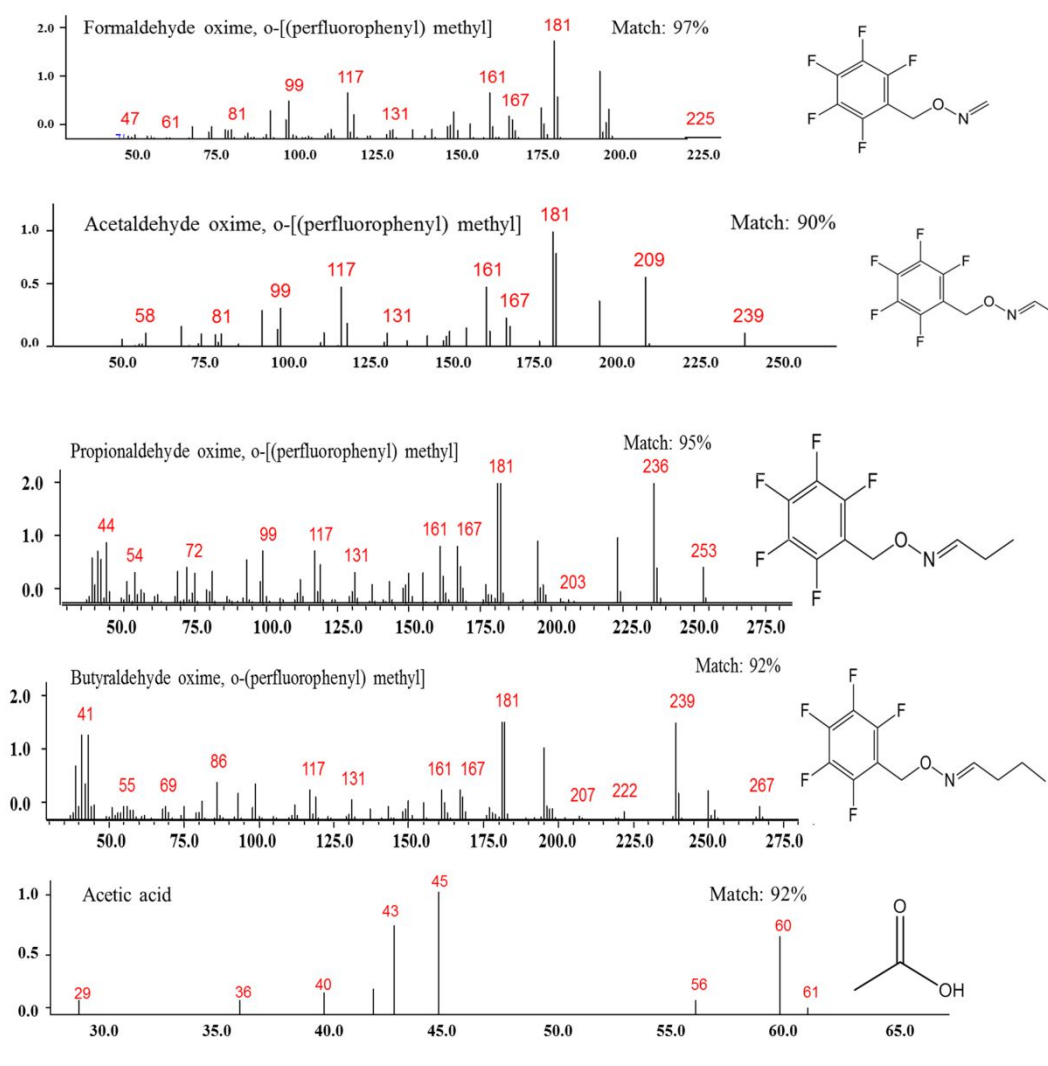 Formaldehyde oxime, o-[(perfluorophenyl) methyl] Match: 97%
2.0
1.0
0.0
47 61 81 99 117 131 161 167 181 225
50.0 75.0 100.0 125.0 150.0 175.0 200.0 225.0
F F F F F O N
Acetaldehyde oxime, o-[(perfluorophenyl) methyl] Match: 90%
1.0
0.5
0.0
58 81 99 117 131 161 167 181 209 239
50.0 75.0 100.0 125.0 150.0 175.0 200.0 225.0 250.0
F F F F F O N
Propionaldehyde oxime, o-[(perfluorophenyl) methyl] Match: 95%
2.0
1.0
0.0
44 54 72 99 117 131 161 167 181 203 236 253
50.0 75.0 100.0 125.0 150.0 175.0 200.0 225.0 250.0 275.0
F F F F F O N
Butyraldehyde oxime, o-(perfluorophenyl) methyl] Match: 92%
2.0
1.0
0.0
41 55 69 86 117 131 161 167 181 207 222 239 267
50.0 75.0 100.0 125.0 150.0 175.0 200.0 225.0 250.0 275.0
F F F F F O N
Acetic acid Match: 92%
1.0
0.5
0.0
29 36 40 43 45 56 60 61
30.0 35.0 40.0 45.0 50.0 55.0 60.0 65.0
O OH